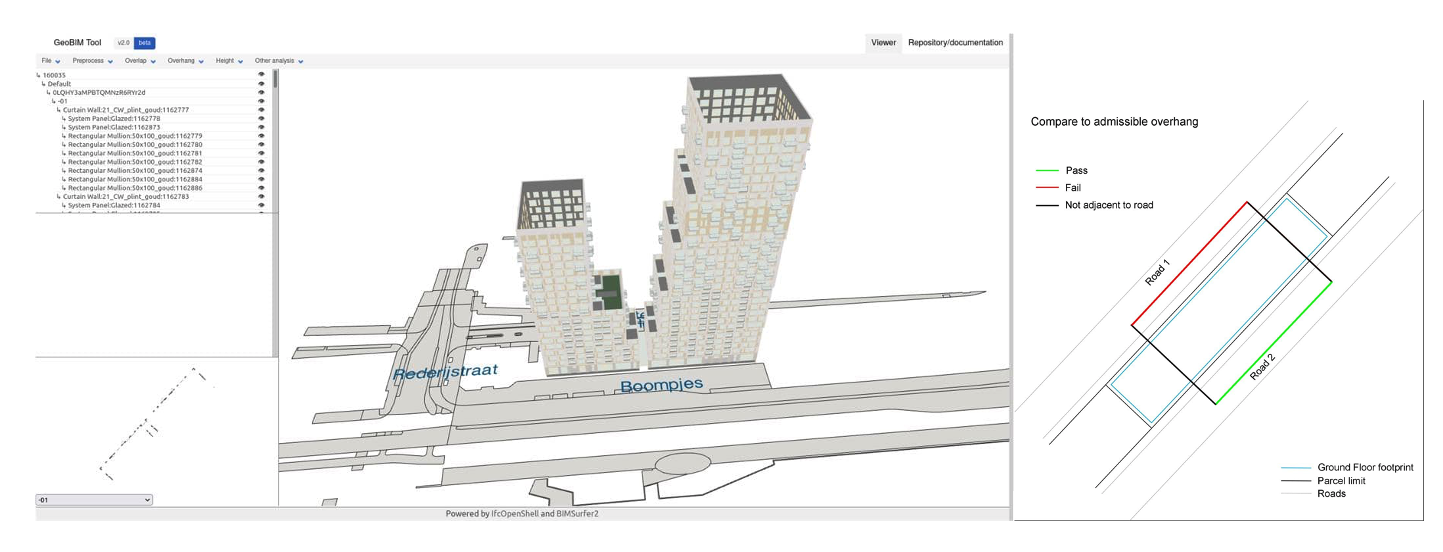 GeoBIM Tool v2.0 beta
Viewer Repository/documentation
File Preprocess Overlap Overhang Height Other analysis
↳ 160035
↳ Default
↳ 0LQHY3aMPBTQMNzR6RYr2d
↳ -01
↳ Curtain Wall:21_CW_plint_goud:1162777
↳ System Panel:Glazed:1162778
↳ System Panel:Glazed:1162873
↳ Rectangular Mullion:50x100_goud:1162779
↳ Rectangular Mullion:50x100_goud:1162780
↳ Rectangular Mullion:50x100_goud:1162781
↳ Rectangular Mullion:50x100_goud:1162782
↳ Rectangular Mullion:50x100_goud:1162874
↳ Rectangular Mullion:50x100_goud:1162884
↳ Rectangular Mullion:50x100_goud:1162886
↳ Curtain Wall:21_CW_plint_goud:1162783
↳ System Panel:Glazed:1162784
-01
Rederijstraat
Boompjes
Powered by IfcOpenShell and BIMSurfer2
Compare to admissible overhang
Pass
Fail
Not adjacent to road
Road 1
Road 2
Ground Floor footprint
Parcel limit
Roads